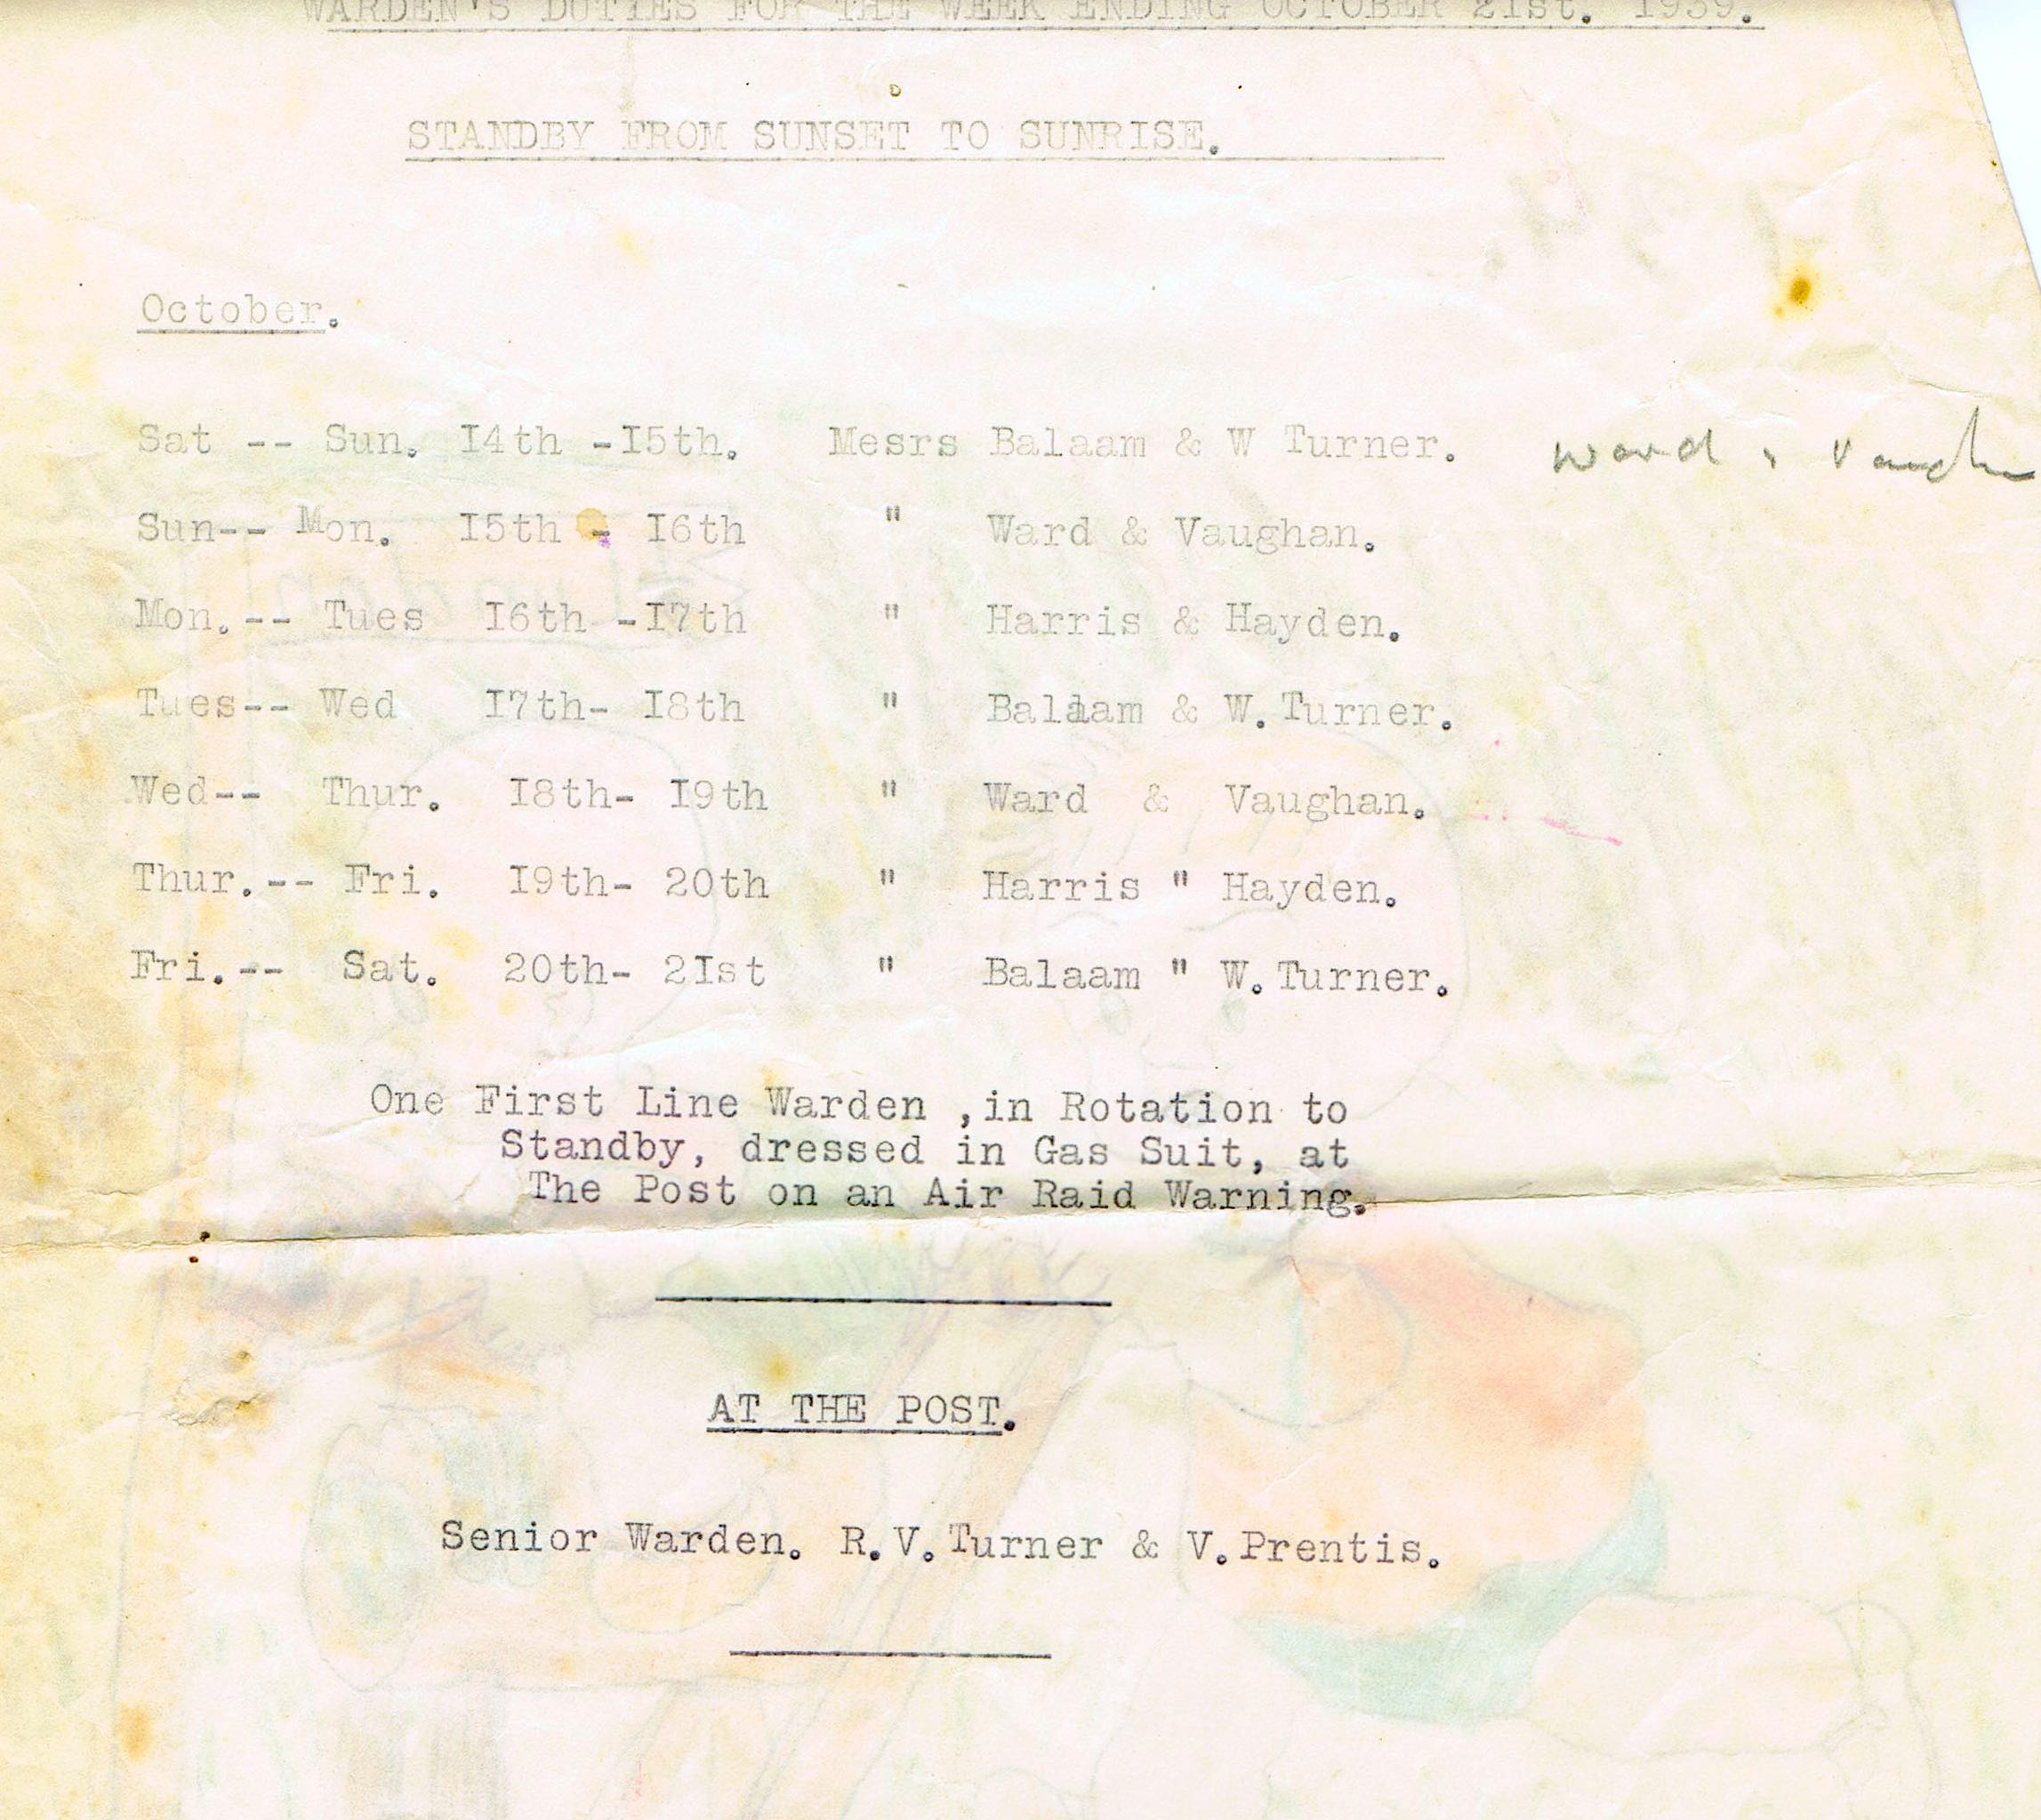 WARDEN'S DUTIES FOR THE WEEK ENDING OCTOBER 21st. 1939.
STANDBY FROM SUNSET TO SUNRISE.
October.
Sat -- Sun. I4th -I5th. Mesrs Balaam & W Turner. Ward & Vaughan
Sun-- Mon. I5th - I6th " Ward & Vaughan.
Mon.-- Tues I6th -I7th " Harris & Hayden.
Tues-- Wed I7th- I8th " Balaam & W.Turner.
Wed-- Thur. I8th- I9th " Ward & Vaughan.
Thur.-- Fri. I9th- 20th " Harris " Hayden.
Fri.-- Sat. 20th- 2Ist " Balaam " W.Turner.
One First Line Warden ,in Rotation to
Standby, dressed in Gas Suit, at
The Post on an Air Raid Warning.
AT THE POST.
Senior Warden. R.V.Turner & V.Prentis.